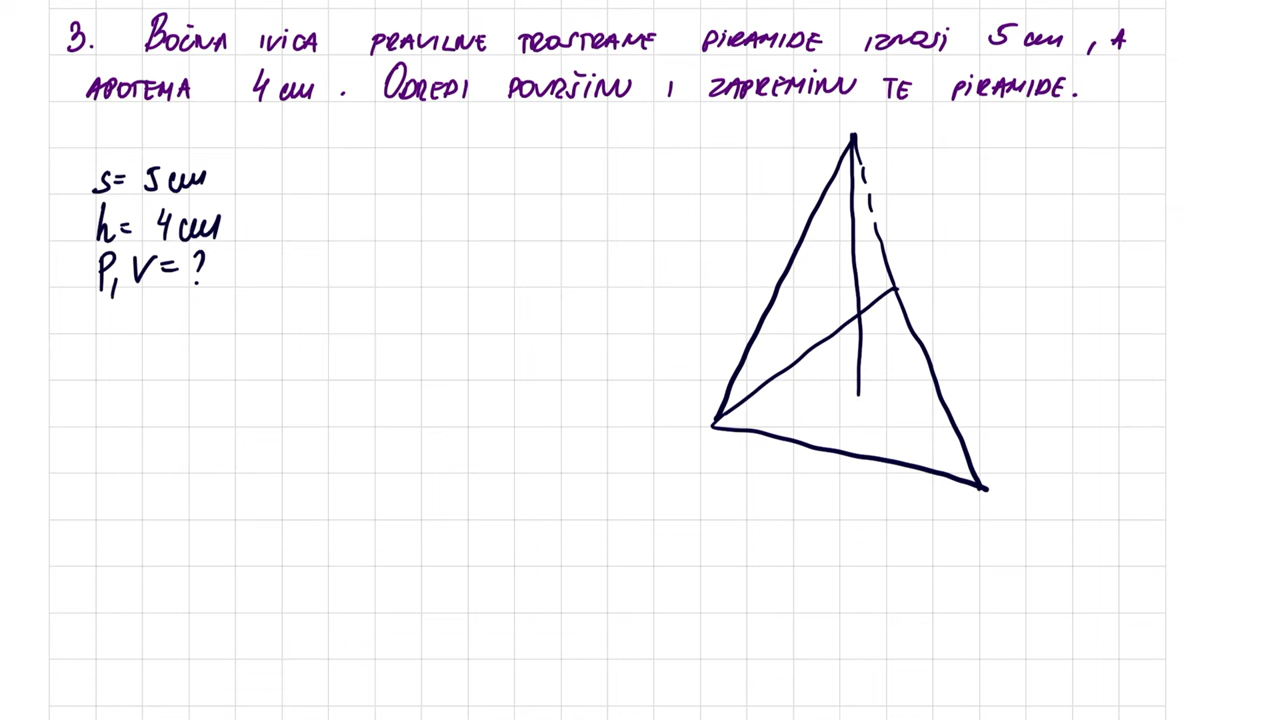 3. BOČNA IVICA PRAVILNE TROSTRANE PIRAMIDE IZNOSI 5 cm, A
APOTEMA 4 cm. ODREDI POVRŠINU I ZAPREMINU TE PIRAMIDE.
s= 5 cm
h= 4 cm
P, V= ?